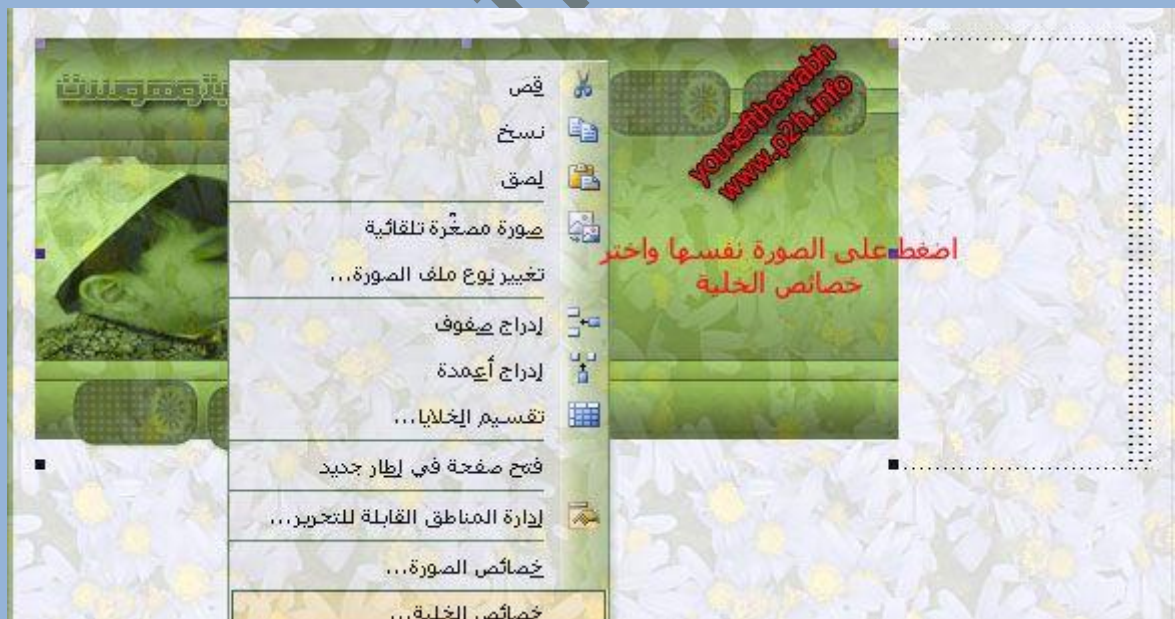 yousefthawabh
www.p2h.info
قص
نسخ
لصق
صورة مصغّرة تلقائية
تغيير نوع ملف الصورة...
اضغط على الصورة نفسها واختر
خصائص الخلية
إدراج صفوف
إدراج أعمدة
تقسيم الخلايا...
فتح صفحة في إطار جديد
إدارة المناطق القابلة للتحرير...
خصائص الصورة...
خصائص الخلية...